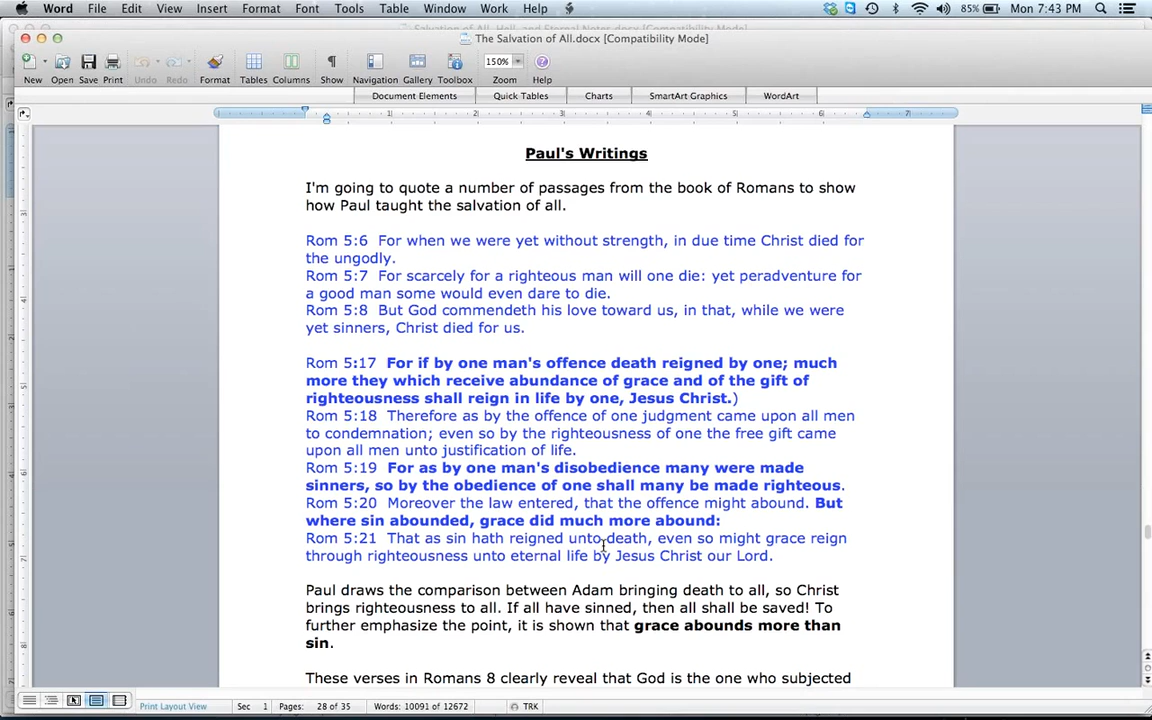 Word File Edit View Insert Format Font Tools Table Window Work Help 85% Mon 7:43 PM
The Salvation of All.docx [Compatibility Mode]
New Open Save Print Undo Redo Format Tables Columns Show Navigation Gallery Toolbox 150% Zoom Help
Document Elements Quick Tables Charts SmartArt Graphics WordArt
1 2 3 4 5 6 7
Paul's Writings
I'm going to quote a number of passages from the book of Romans to show
how Paul taught the salvation of all.
Rom 5:6 For when we were yet without strength, in due time Christ died for
the ungodly.
Rom 5:7 For scarcely for a righteous man will one die: yet peradventure for
a good man some would even dare to die.
Rom 5:8 But God commendeth his love toward us, in that, while we were
yet sinners, Christ died for us.
Rom 5:17 For if by one man's offence death reigned by one; much
more they which receive abundance of grace and of the gift of
righteousness shall reign in life by one, Jesus Christ.)
Rom 5:18 Therefore as by the offence of one judgment came upon all men
to condemnation; even so by the righteousness of one the free gift came
upon all men unto justification of life.
Rom 5:19 For as by one man's disobedience many were made
sinners, so by the obedience of one shall many be made righteous.
Rom 5:20 Moreover the law entered, that the offence might abound. But
where sin abounded, grace did much more abound:
Rom 5:21 That as sin hath reigned unto death, even so might grace reign
through righteousness unto eternal life by Jesus Christ our Lord.
Paul draws the comparison between Adam bringing death to all, so Christ
brings righteousness to all. If all have sinned, then all shall be saved! To
further emphasize the point, it is shown that grace abounds more than
sin.
These verses in Romans 8 clearly reveal that God is the one who subjected
Print Layout View Sec 1 Pages: 28 of 35 Words: 10091 of 12672 TRK